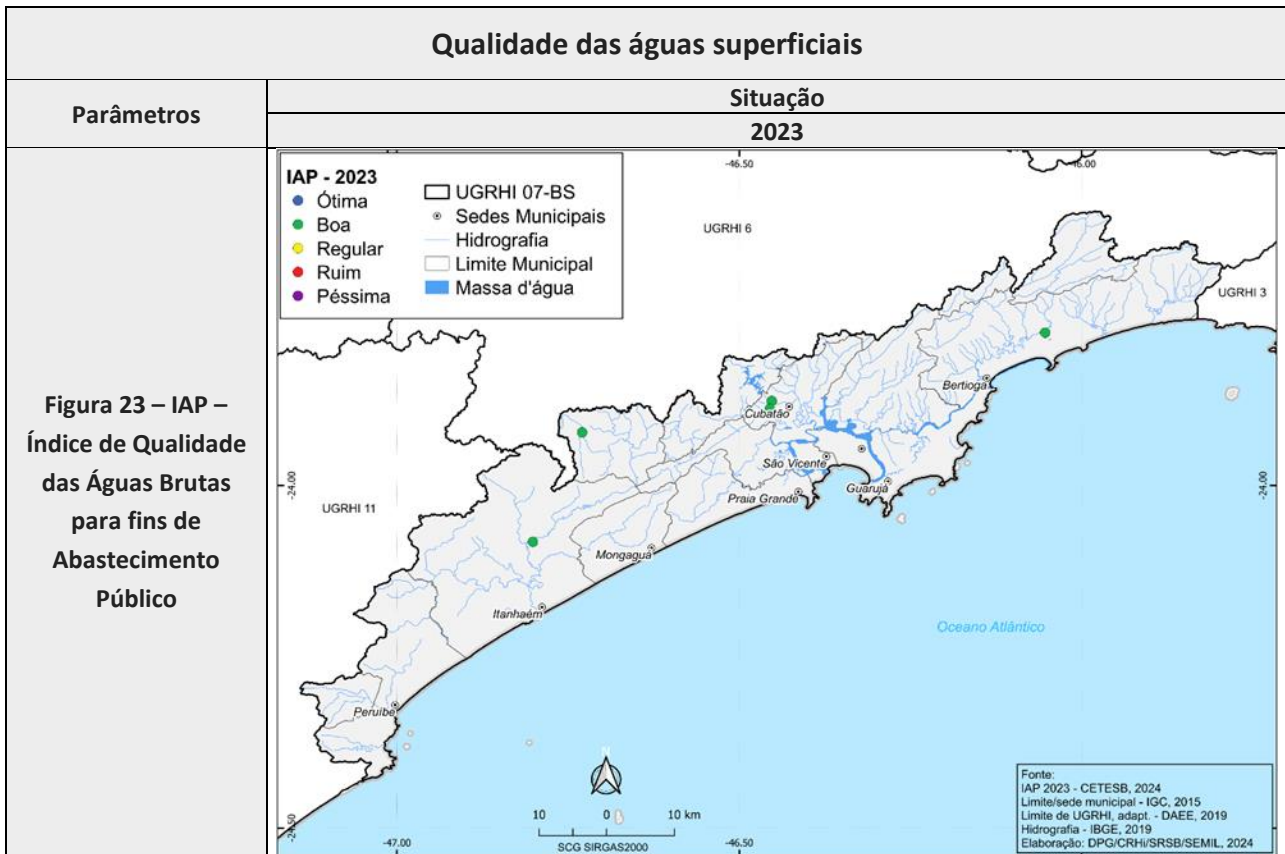 Qualidade das águas superficiais
Parâmetros
Situação
2023
Figura 23 – IAP –
Índice de Qualidade
das Águas Brutas
para fins de
Abastecimento
Público
IAP - 2023
Ótima
Boa
Regular
Ruim
Péssima
UGRHI 07-BS
Sedes Municipais
Hidrografia
Limite Municipal
Massa d'água
-46.50
-46.00
UGRHI 6
UGRHI 3
Bertioga
Cubatão
São Vicente
Guarujá
Praia Grande
-24.00
-24.00
UGRHI 11
Mongaguá
Itanhaém
Oceano Atlântico
Peruíbe
N
10 0 10 km
SCG SIRGAS2000
-24.50
-47.00
-46.50
Fonte:
IAP 2023 - CETESB, 2024
Limite/sede municipal - IGC, 2015
Limite de UGRHI, adapt. - DAEE, 2019
Hidrografia - IBGE, 2019
Elaboração: DPG/CRHi/SRSB/SEMIL, 2024